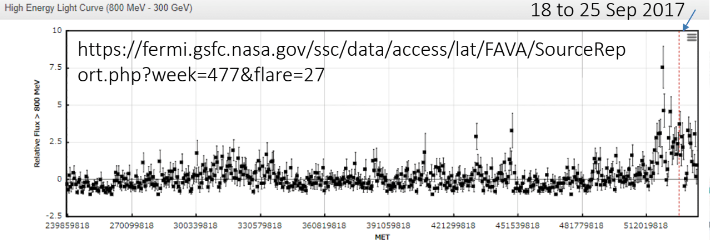 High Energy Light Curve (800 MeV - 300 GeV)
18 to 25 Sep 2017
https://fermi.gsfc.nasa.gov/ssc/data/access/lat/FAVA/SourceRep
ort.php?week=477&flare=27
Relative Flux > 800 MeV
10
7.5
5
2.5
0
-2.5
239859818 270099818 300339818 330579818 360819818 391059818 421299818 451539818 481779818 512019818
MET